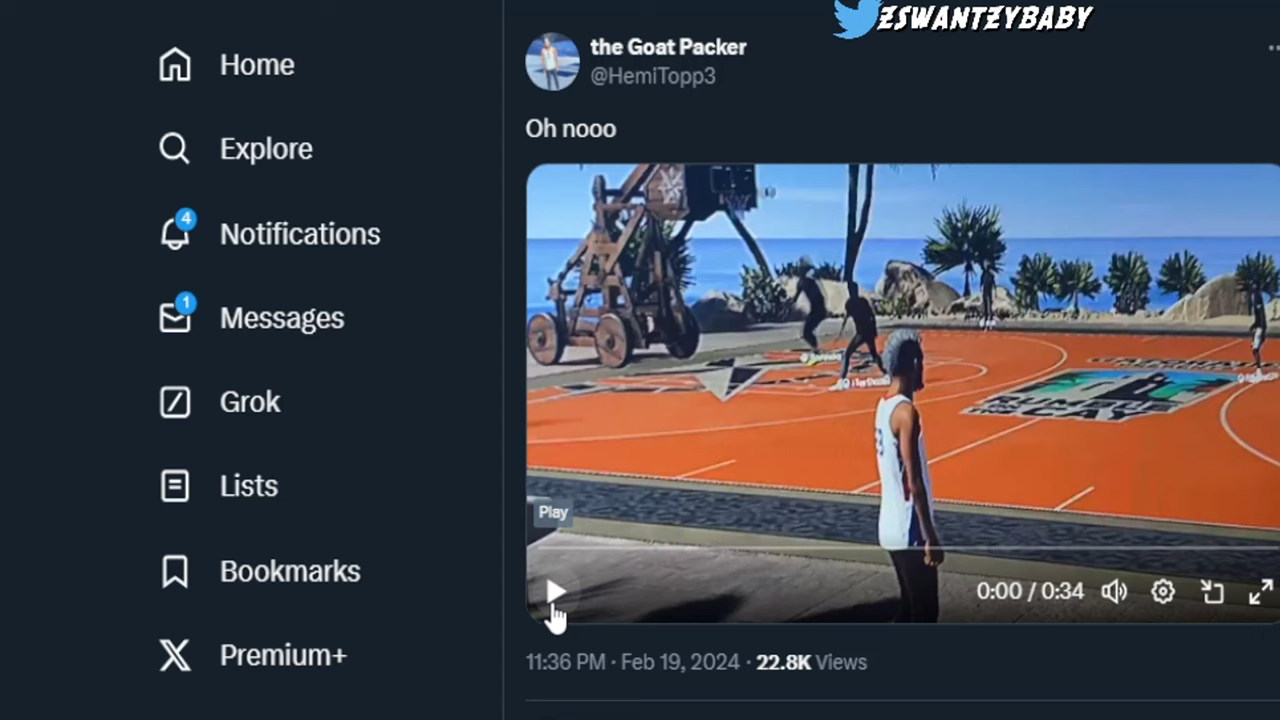 ZSWANTZYBABY
Home
Explore
4
Notifications
1
Messages
Grok
Lists
Bookmarks
Premium+
the Goat Packer
@HemiTopp3
Oh nooo
Play
0:00 / 0:34
11:36 PM · Feb 19, 2024 · 22.8K Views